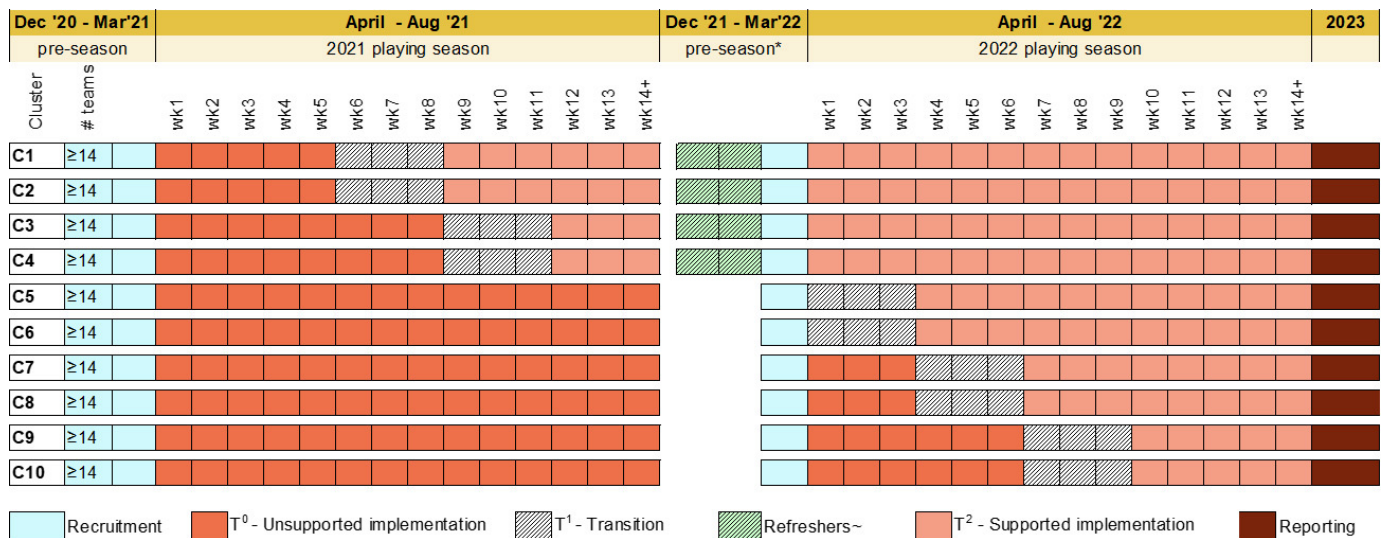 Dec '20 - Mar'21 April - Aug '21 Dec '21 - Mar'22 April - Aug '22 2023
pre-season 2021 playing season pre-season* 2022 playing season
Cluster # teams wk1 wk2 wk3 wk4 wk5 wk6 wk7 wk8 wk9 wk10 wk11 wk12 wk13 wk14+ wk1 wk2 wk3 wk4 wk5 wk6 wk7 wk8 wk9 wk10 wk11 wk12 wk13 wk14+
C1 ≥14
C2 ≥14
C3 ≥14
C4 ≥14
C5 ≥14
C6 ≥14
C7 ≥14
C8 ≥14
C9 ≥14
C10 ≥14
Recruitment T⁰ - Unsupported implementation T¹ - Transition Refreshers~ T² - Supported implementation Reporting